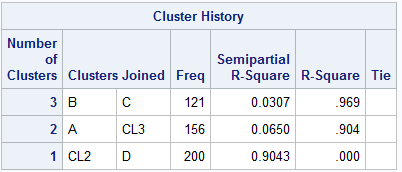 Cluster History
Number of Clusters Clusters Joined Freq Semipartial R-Square R-Square Tie
3 B C 121 0.0307 .969
2 A CL3 156 0.0650 .904
1 CL2 D 200 0.9043 .000